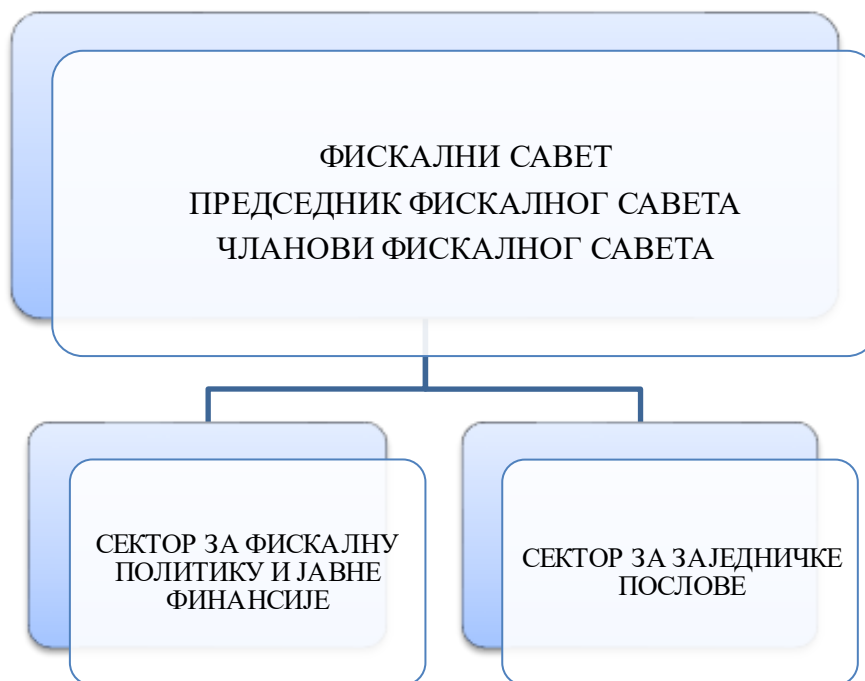 ФИСКАЛНИ САВЕТ
ПРЕДСЕДНИК ФИСКАЛНОГ САВЕТА
ЧЛАНОВИ ФИСКАЛНОГ САВЕТА
СЕКТОР ЗА ФИСКАЛНУ
ПОЛИТИКУ И ЈАВНЕ
ФИНАНСИЈЕ
СЕКТОР ЗА ЗАЈЕДНИЧКЕ
ПОСЛОВЕ